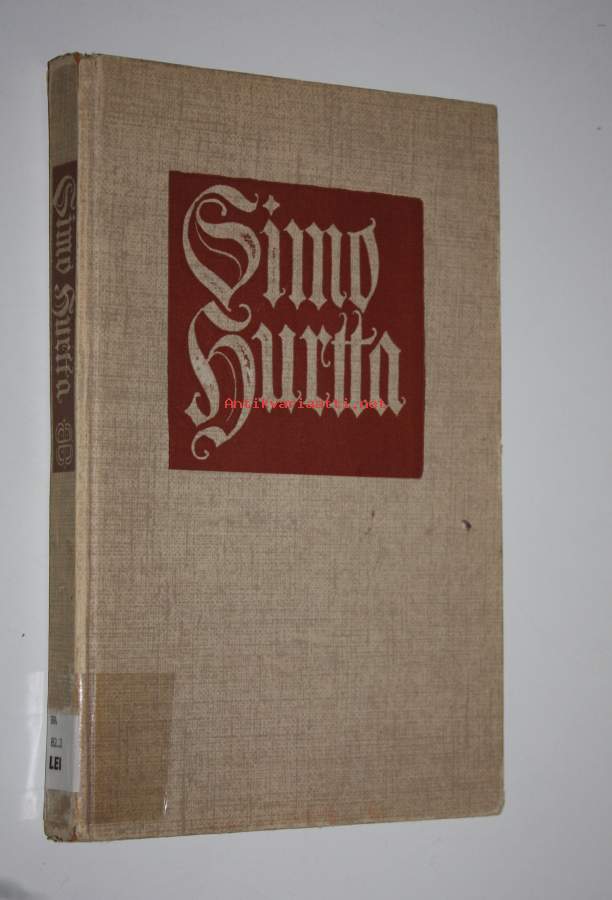 Simo
Hurtta
Antikvariaatti.net
Simo Hurtta
LEI